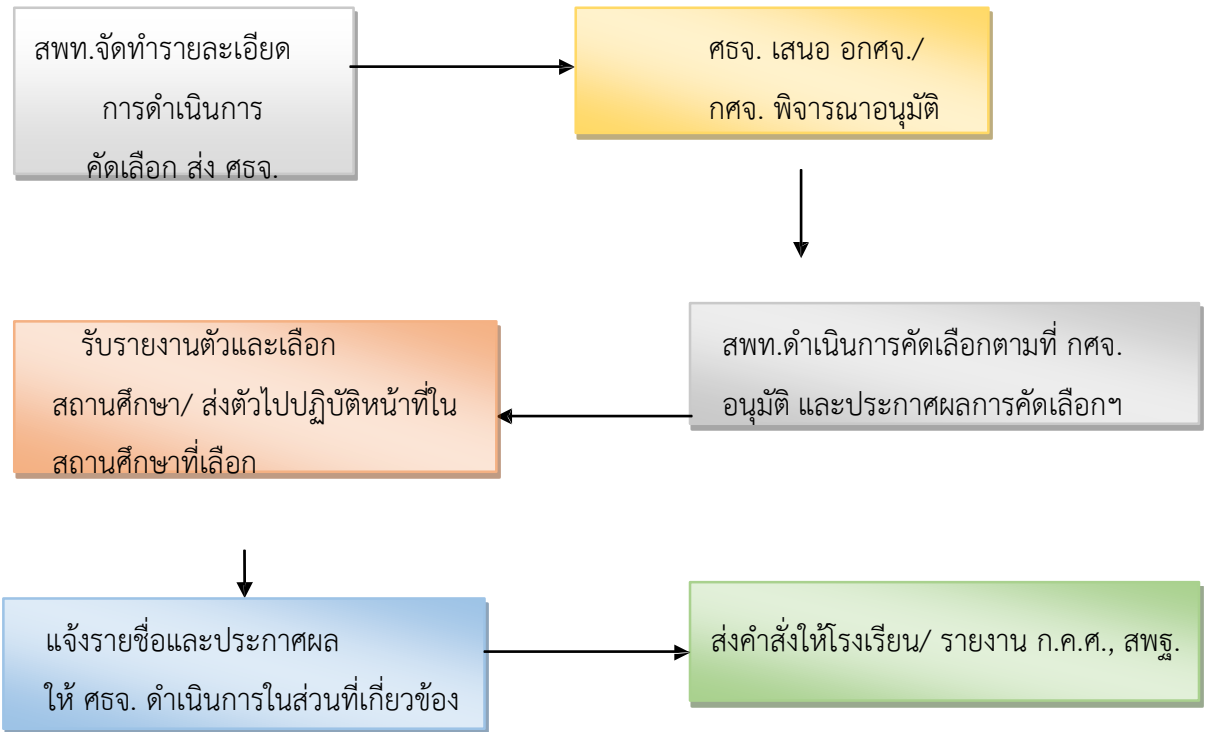 สพท.จัดทำรายละเอียด
การดำเนินการ
คัดเลือก ส่ง ศธจ.
ศธจ. เสนอ อกศจ./
กศจ. พิจารณาอนุมัติ
สพท.ดำเนินการคัดเลือกตามที่ กศจ.
อนุมัติ และประกาศผลการคัดเลือกฯ
รับรายงานตัวและเลือก
สถานศึกษา/ ส่งตัวไปปฏิบัติหน้าที่ใน
สถานศึกษาที่เลือก
แจ้งรายชื่อและประกาศผล
ให้ ศธจ. ดำเนินการในส่วนที่เกี่ยวข้อง
ส่งคำสั่งให้โรงเรียน/ รายงาน ก.ค.ศ., สพฐ.